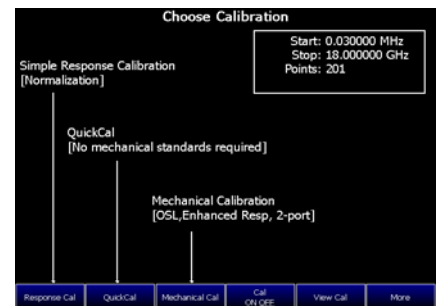 Choose Calibration
Start: 0.030000 MHz
Stop: 18.000000 GHz
Points: 201
Simple Response Calibration
[Normalization]
QuickCal
[No mechanical standards required]
Mechanical Calibration
[OSL,Enhanced Resp, 2-port]
Response Cal
QuickCal
Mechanical Cal
Cal
ON OFF
View Cal
More